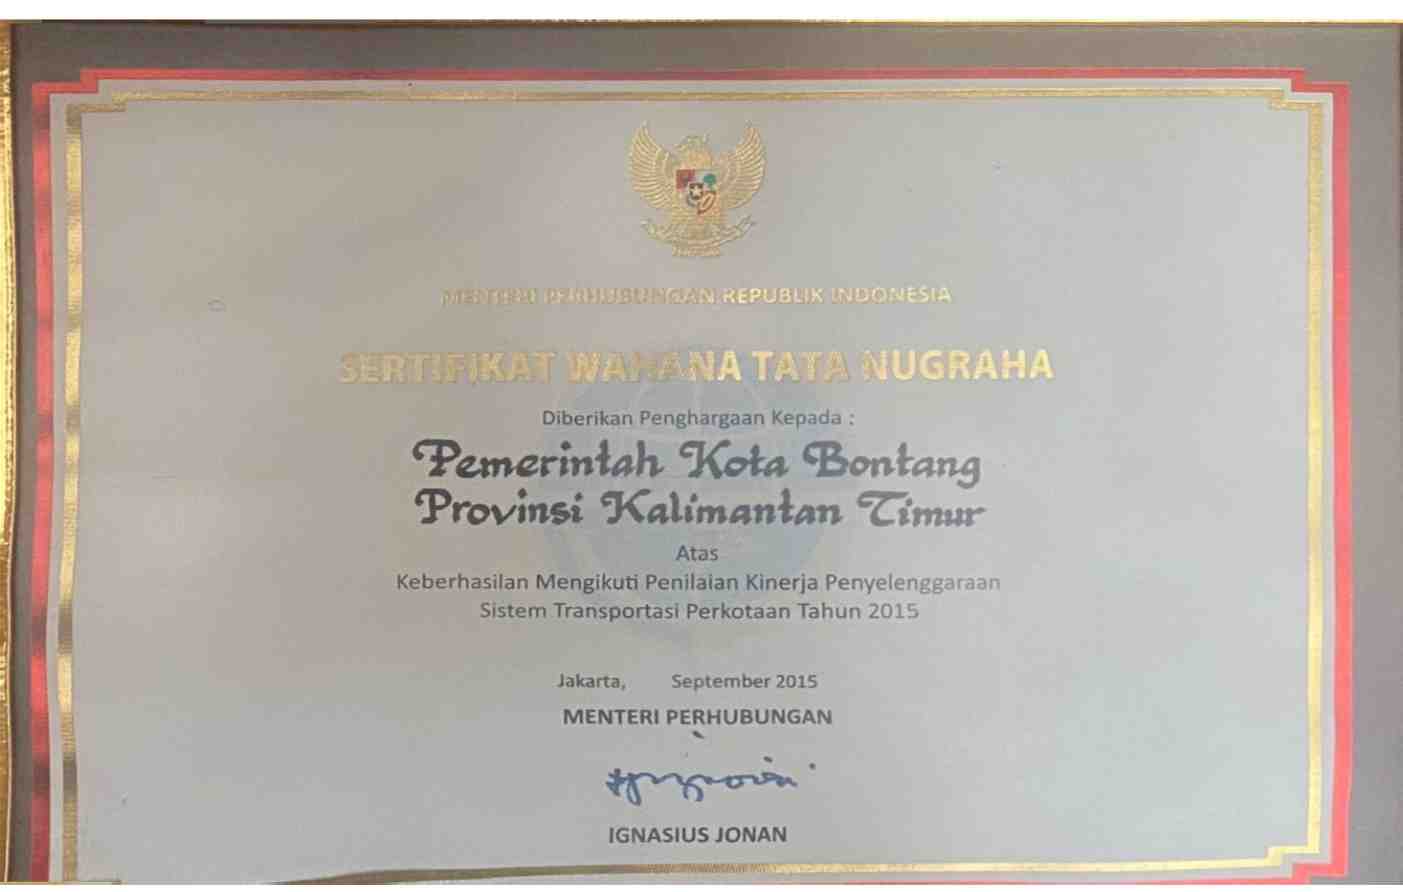 MENTERI PERHUBUNGAN REPUBLIK INDONESIA
SERTIFIKAT WAHANA TATA NUGRAHA
Diberikan Penghargaan Kepada :
Pemerintah Kota Bontang
Provinsi Kalimantan Timur
Atas
Keberhasilan Mengikuti Penilaian Kinerja Penyelenggaraan
Sistem Transportasi Perkotaan Tahun 2015
Jakarta, September 2015
MENTERI PERHUBUNGAN
IGNASIUS JONAN